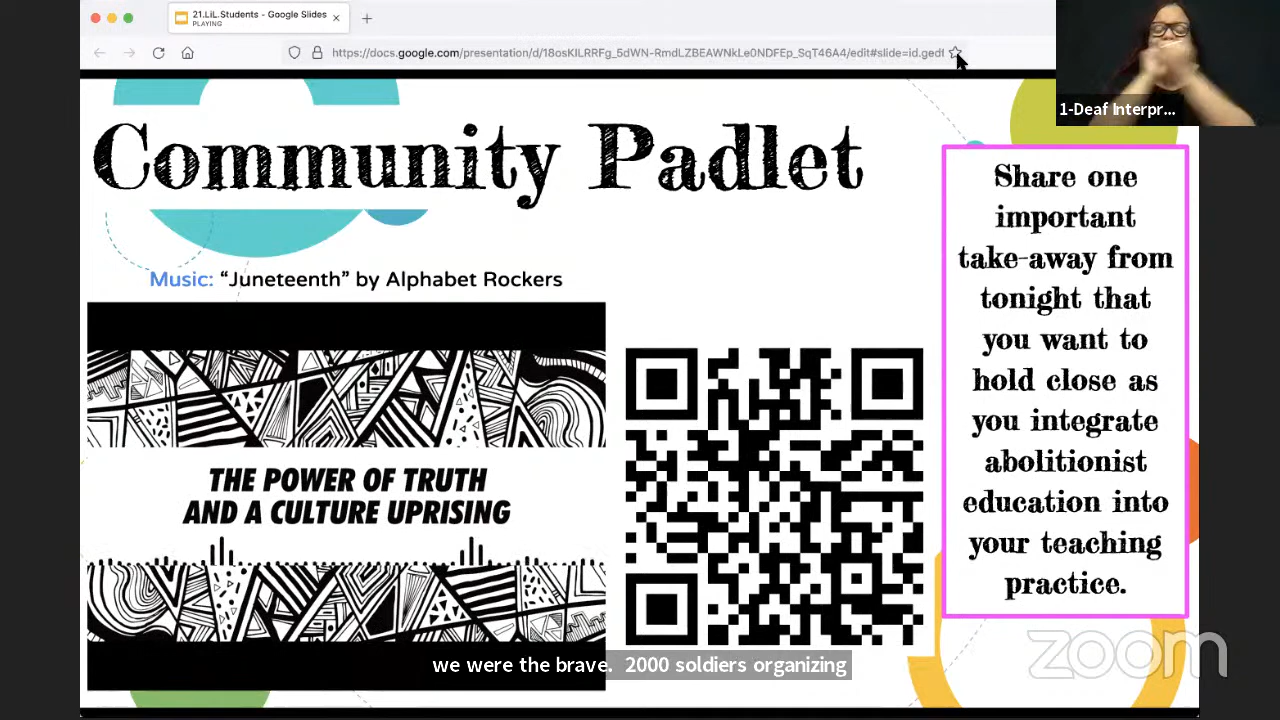 21.LiL.Students - Google Slides
PLAYING
https://docs.google.com/presentation/d/18osKILRRFg_5dWN-RmdLZBEAWNkLe0NDFEp_SqT46A4/edit#slide=id.gedf
1-Deaf Interpr...
Community Padlet
Music: “Juneteenth” by Alphabet Rockers
THE POWER OF TRUTH
AND A CULTURE UPRISING
Share one
important
take-away from
tonight that
you want to
hold close as
you integrate
abolitionist
education into
your teaching
practice.
we were the brave.  2000 soldiers organizing
zoom